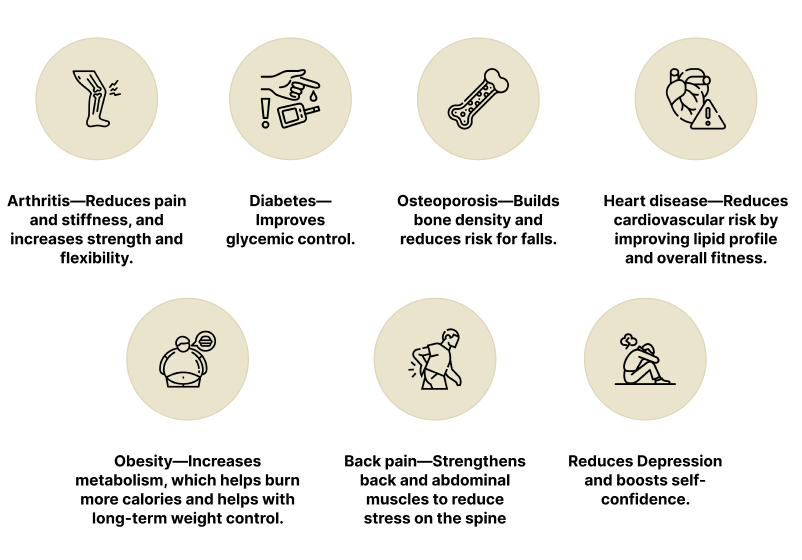 Arthritis—Reduces pain
and stiffness, and
increases strength and
flexibility.
Diabetes—
Improves
glycemic control.
Osteoporosis—Builds
bone density and
reduces risk for falls.
Heart disease—Reduces
cardiovascular risk by
improving lipid profile
and overall fitness.
Obesity—Increases
metabolism, which helps burn
more calories and helps with
long-term weight control.
Back pain—Strengthens
back and abdominal
muscles to reduce
stress on the spine
Reduces Depression
and boosts self-
confidence.